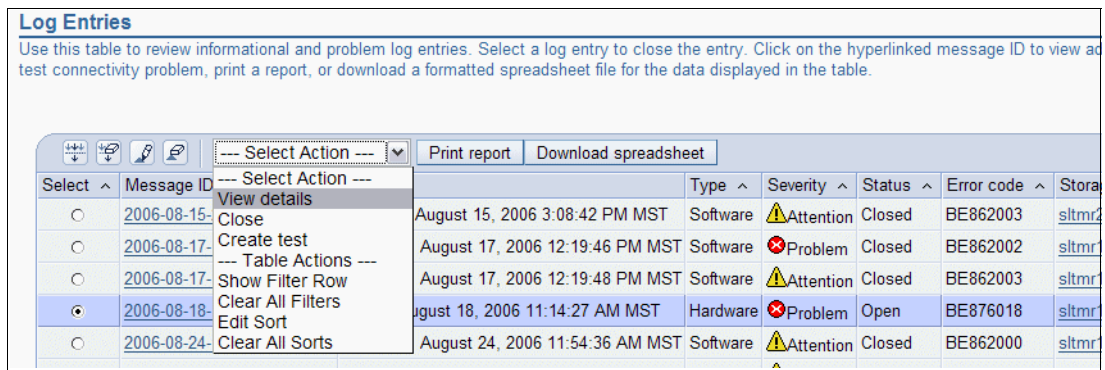 Log Entries
Use this table to review informational and problem log entries. Select a log entry to close the entry. Click on the hyperlinked message ID to view
test connectivity problem, print a report, or download a formatted spreadsheet file for the data displayed in the table.
--- Select Action --- Print report Download spreadsheet
Select Message ID Type Severity Status Error code
--- Select Action ---
View details
Close
Create test
--- Table Actions ---
Show Filter Row
Clear All Filters
Edit Sort
Clear All Sorts
2006-08-15- August 15, 2006 3:08:42 PM MST Software Attention Closed BE862003
2006-08-17- August 17, 2006 12:19:46 PM MST Software Problem Closed BE862002
2006-08-17- August 17, 2006 12:19:48 PM MST Software Attention Closed BE862003
2006-08-18- 18, 2006 11:14:27 AM MST Hardware Problem Open BE876018
2006-08-24- August 24, 2006 11:54:36 AM MST Software Attention Closed BE862000